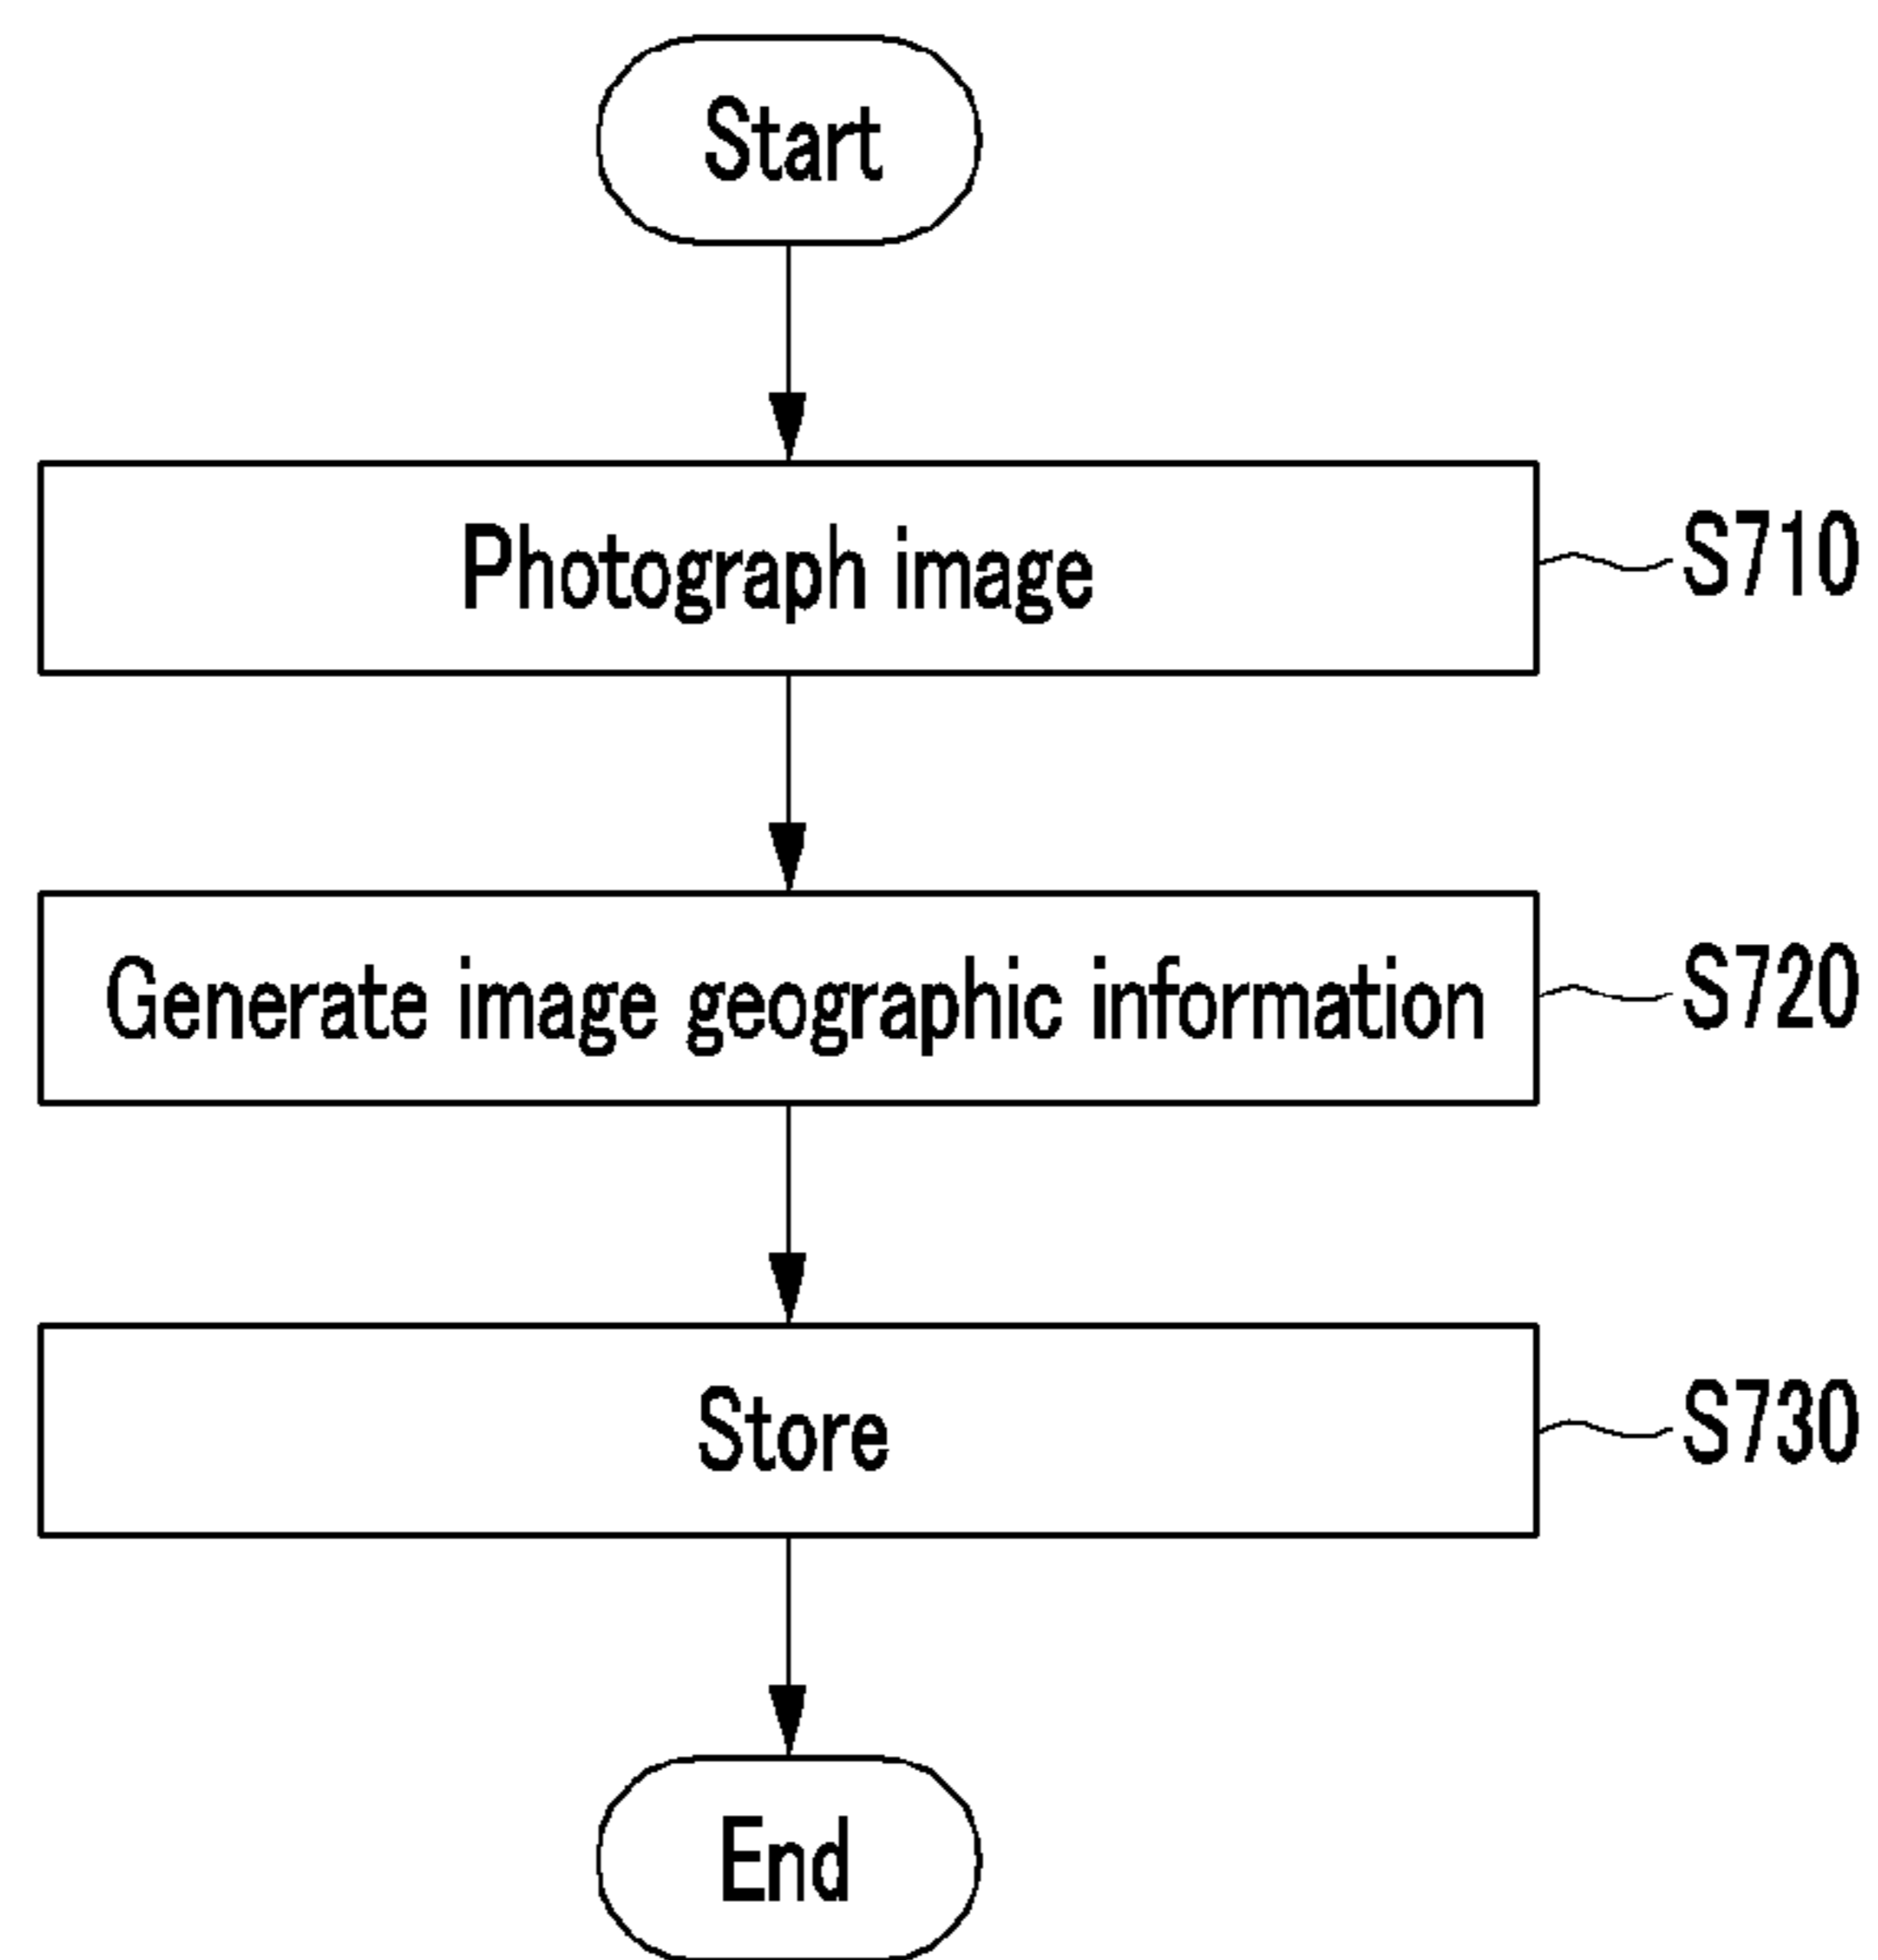 Start
Photograph image
S710
Generate image geographic information
S720
Store
S730
End